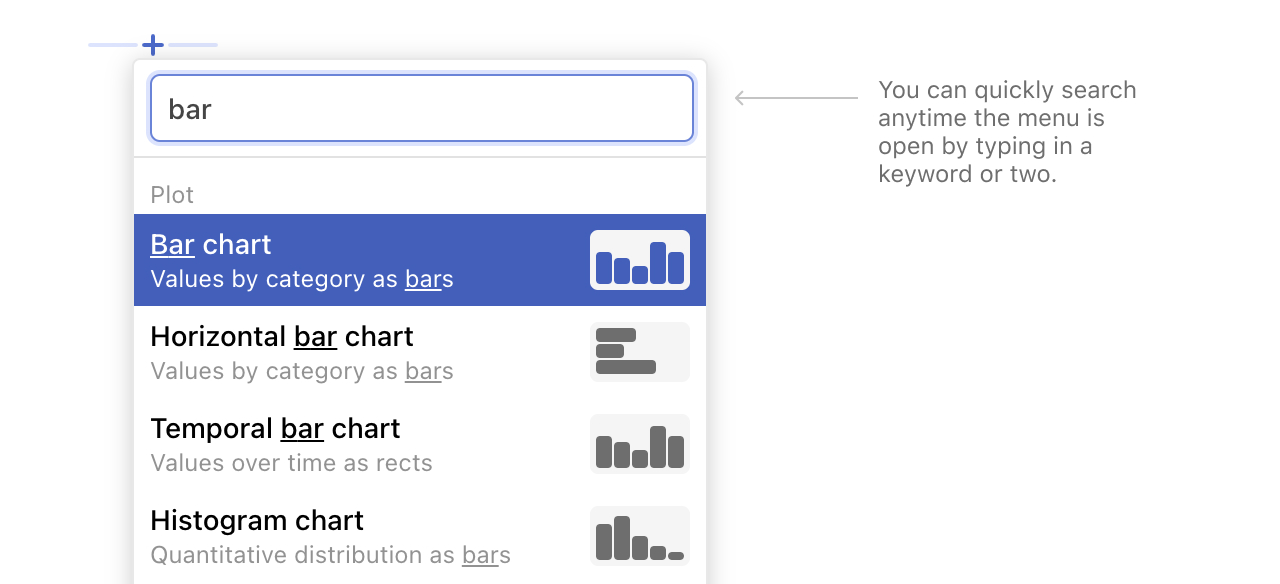 bar
You can quickly search
anytime the menu is
open by typing in a
keyword or two.
Plot
Bar chart
Values by category as bars
Horizontal bar chart
Values by category as bars
Temporal bar chart
Values over time as rects
Histogram chart
Quantitative distribution as bars